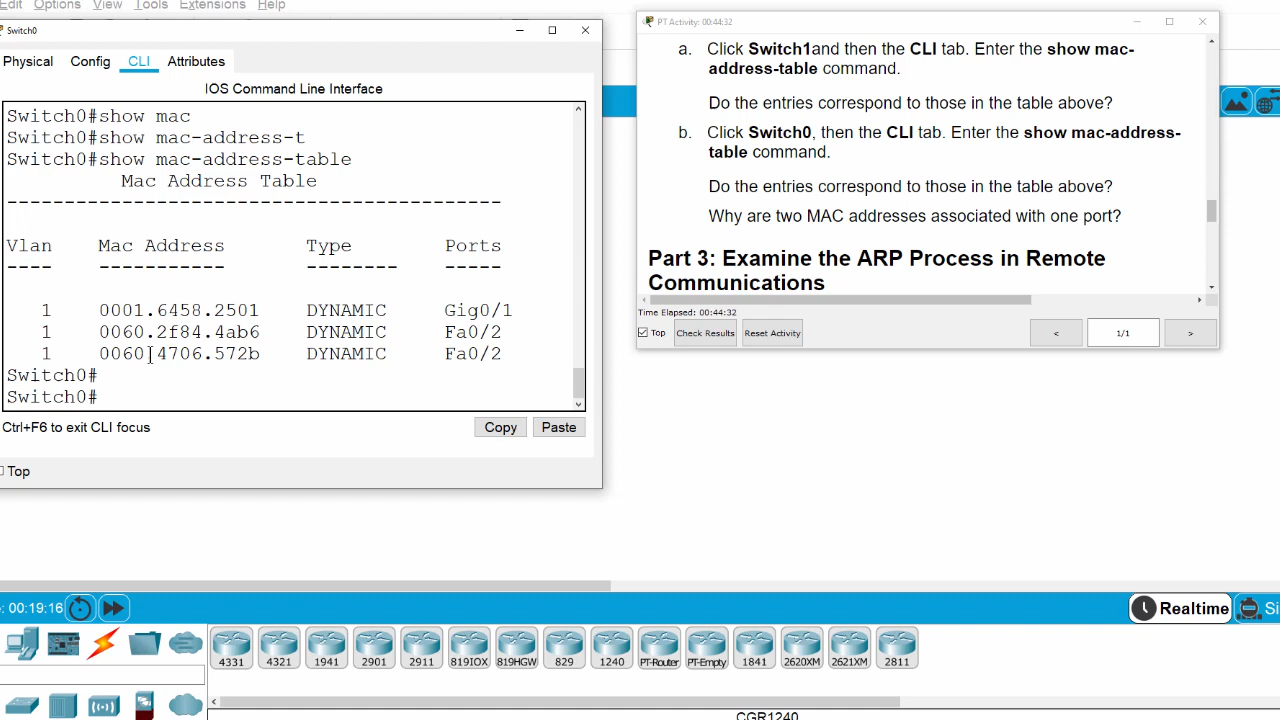 Edit Options View Tools Extensions Help
Switch0
Physical Config CLI Attributes
IOS Command Line Interface
Switch0#show mac
Switch0#show mac-address-t
Switch0#show mac-address-table
Mac Address Table
-------------------------------------------
Vlan Mac Address Type Ports
---- ----------- -------- -----
1 0001.6458.2501 DYNAMIC Gig0/1
1 0060.2f84.4ab6 DYNAMIC Fa0/2
1 0060.4706.572b DYNAMIC Fa0/2
Switch0#
Switch0#
Ctrl+F6 to exit CLI focus
Copy Paste
Top
PT Activity: 00:44:32
a. Click Switch1and then the CLI tab. Enter the show mac-
address-table command.
Do the entries correspond to those in the table above?
b. Click Switch0, then the CLI tab. Enter the show mac-address-
table command.
Do the entries correspond to those in the table above?
Why are two MAC addresses associated with one port?
Part 3: Examine the ARP Process in Remote
Communications
Time Elapsed: 00:44:32
Top Check Results Reset Activity < 1/1 >
: 00:19:16
Realtime
Si
4331 4321 1941 2901 2911 819IOX 819HGW 829 1240 PT-Router PT-Empty 1841 2620XM 2621XM 2811
CGR1240